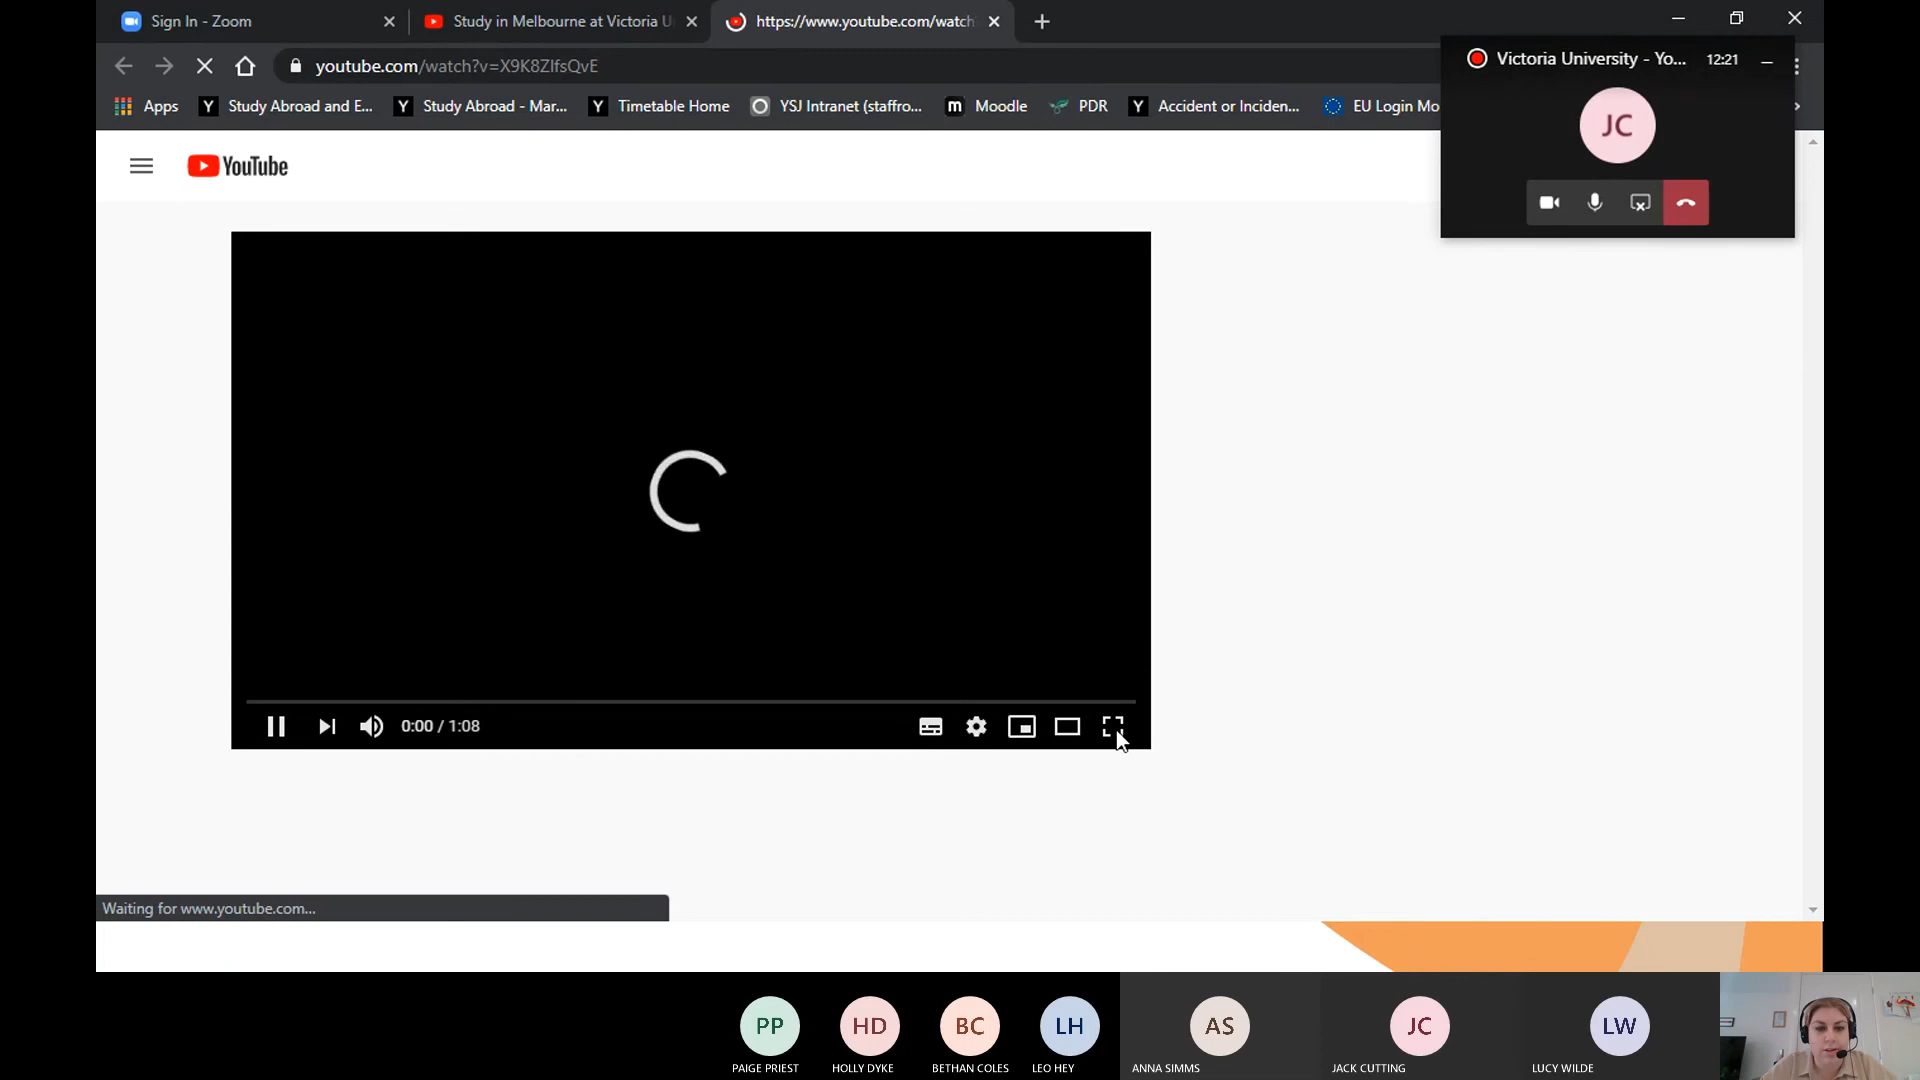 Sign In - Zoom
Study in Melbourne at Victoria U
https://www.youtube.com/watch
youtube.com/watch?v=X9K8ZlfsQvE
Apps
Y Study Abroad and E...
Y Study Abroad - Mar...
Y Timetable Home
YSJ Intranet (staffro...
m Moodle
PDR
Y Accident or Inciden...
EU Login Mo
Victoria University - Yo... 12:21
JC
YouTube
0:00 / 1:08
Waiting for www.youtube.com...
PP
HD
BC
LH
AS
JC
LW
PAIGE PRIEST
HOLLY DYKE
BETHAN COLES
LEO HEY
ANNA SIMMS
JACK CUTTING
LUCY WILDE